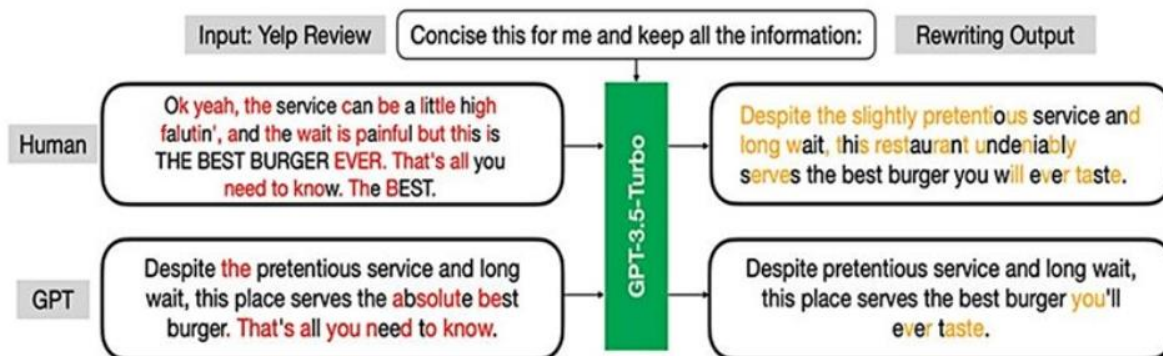 Input: Yelp Review
Concise this for me and keep all the information:
Rewriting Output
Human
Ok yeah, the service can be a little high
falutin', and the wait is painful but this is
THE BEST BURGER EVER. That's all you
need to know. The BEST.
GPT-3.5-Turbo
Despite the slightly pretentious service and
long wait, this restaurant undeniably
serves the best burger you will ever taste.
GPT
Despite the pretentious service and long
wait, this place serves the absolute best
burger. That's all you need to know.
Despite pretentious service and long wait,
this place serves the best burger you'll
ever taste.